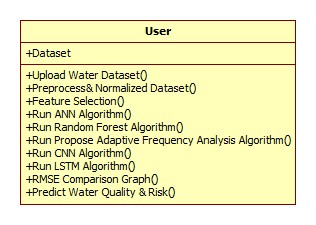 User
+Dataset
+Upload Water Dataset()
+Preprocess& Normalized Dataset()
+Feature Selection()
+Run ANN Algorithm()
+Run Random Forest Algorithm()
+Run Propose Adaptive Frequency Analysis Algorithm()
+Run CNN Algorithm()
+Run LSTM Algorithm()
+RMSE Comparison Graph()
+Predict Water Quality & Risk()